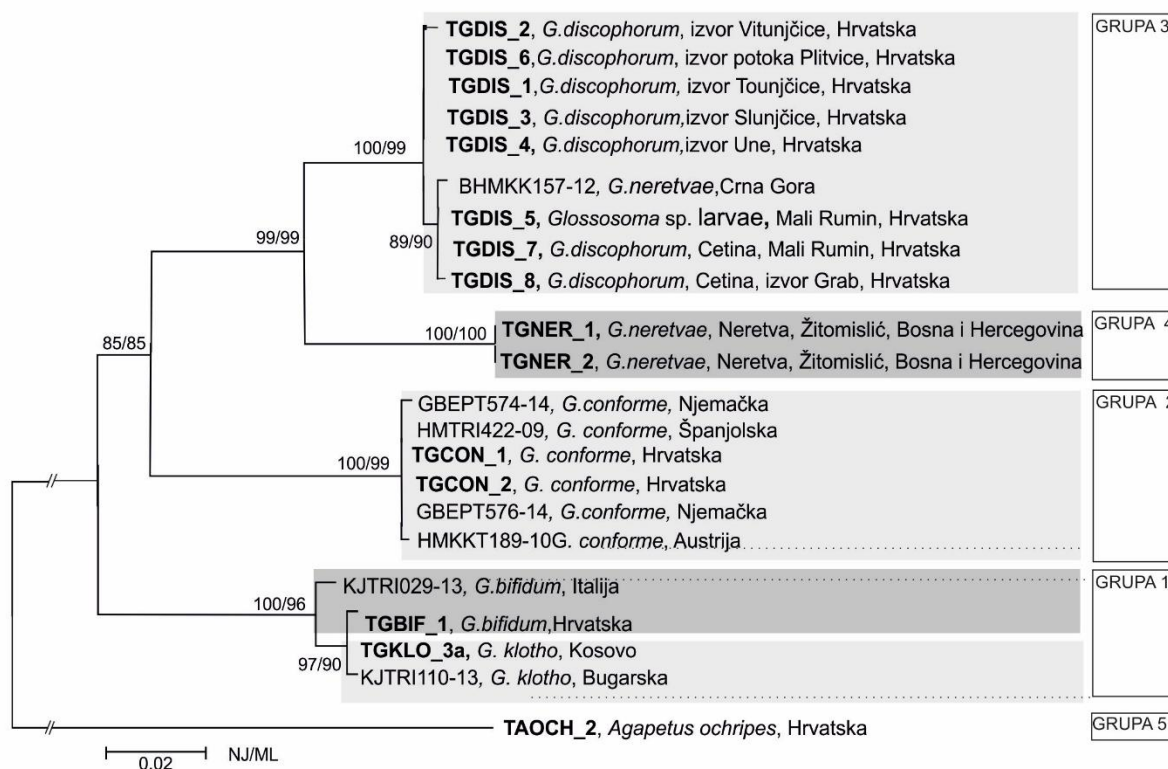 TGDIS_2, G.discophorum, izvor Vitunjčice, Hrvatska
GRUPA 3
TGDIS_6,G.discophorum, izvor potoka Plitvice, Hrvatska
TGDIS_1,G.discophorum, izvor Tounjčice, Hrvatska
TGDIS_3, G.discophorum,izvor Slunjčice, Hrvatska
TGDIS_4, G.discophorum,izvor Une, Hrvatska
100/99
BHMKK157-12, G.neretvae,Crna Gora
TGDIS_5, Glossosoma sp. larvae, Mali Rumin, Hrvatska
99/99
89/90
TGDIS_7, G.discophorum, Cetina, Mali Rumin, Hrvatska
TGDIS_8, G.discophorum, Cetina, izvor Grab, Hrvatska
100/100
TGNER_1, G.neretvae, Neretva, Žitomislić, Bosna i Hercegovina
GRUPA 4
TGNER_2, G.neretvae, Neretva, Žitomislić, Bosna i Hercegovina
85/85
GBEPT574-14, G.conforme, Njemačka
GRUPA 2
HMTRI422-09, G. conforme, Španjolska
100/99
TGCON_1, G. conforme, Hrvatska
TGCON_2, G. conforme, Hrvatska
GBEPT576-14, G.conforme, Njemačka
HMKKT189-10G. conforme, Austrija
KJTRI029-13, G.bifidum, Italija
GRUPA 1
100/96
TGBIF_1, G.bifidum,Hrvatska
TGKLO_3a, G. klotho, Kosovo
97/90
KJTRI110-13, G. klotho, Bugarska
TAOCH_2, Agapetus ochripes, Hrvatska
GRUPA 5
0.02
NJ/ML